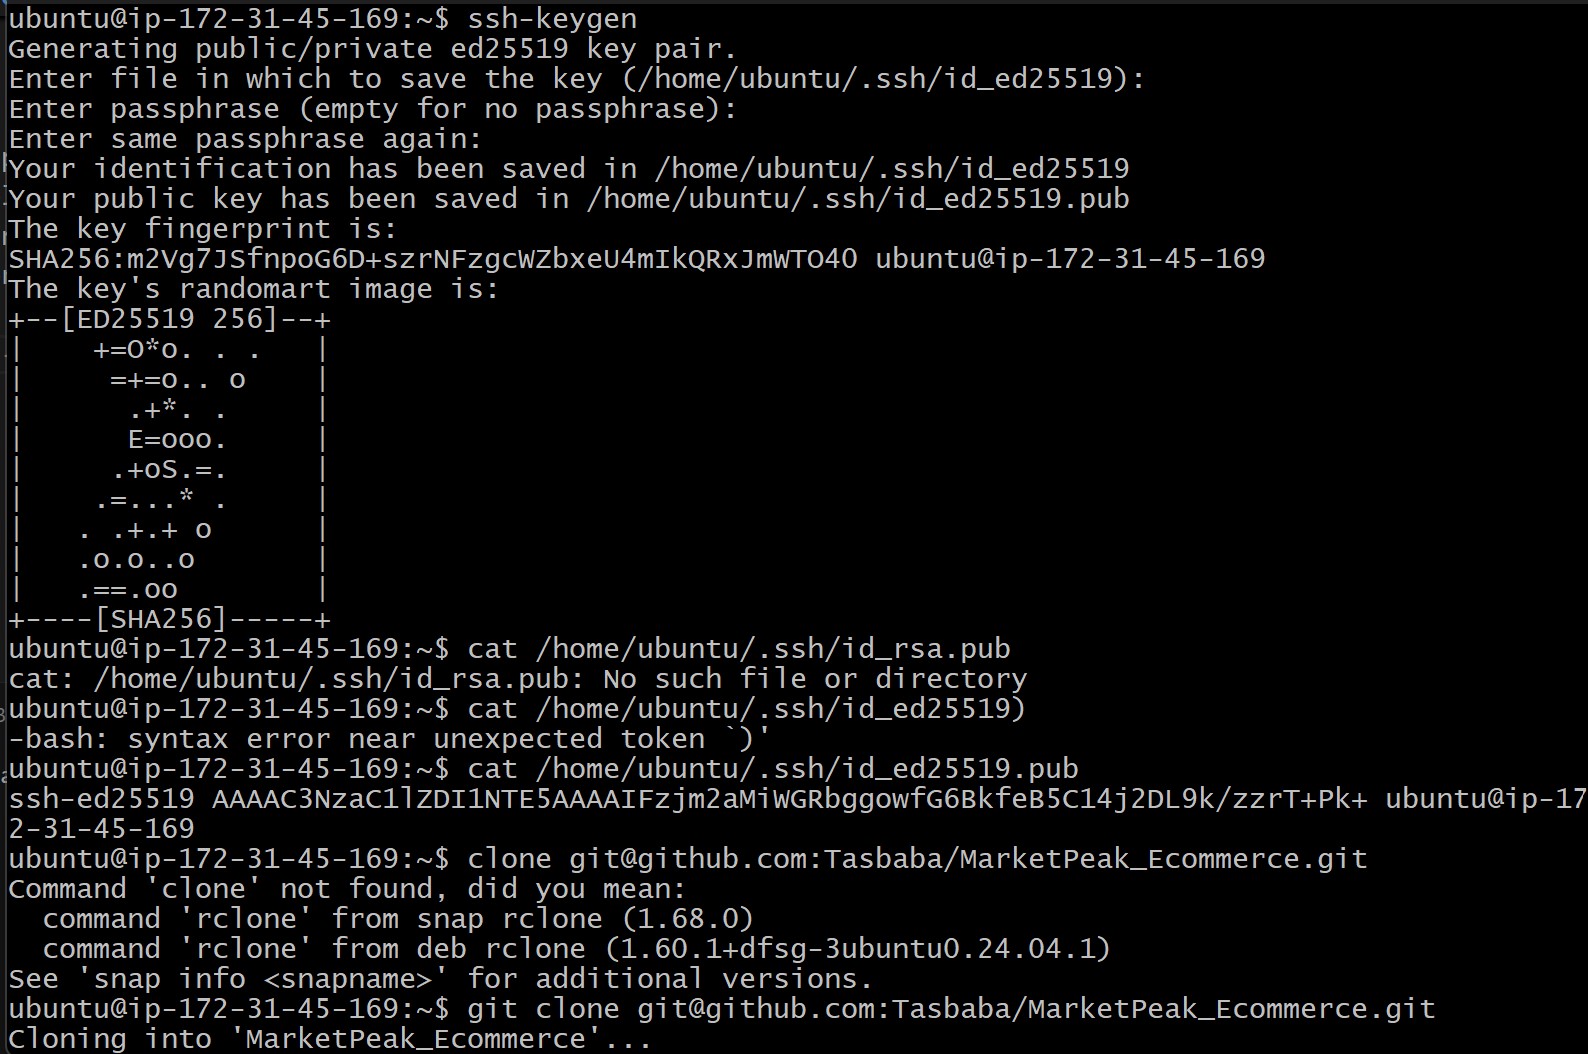 ubuntu@ip-172-31-45-169:~$ ssh-keygen
Generating public/private ed25519 key pair.
Enter file in which to save the key (/home/ubuntu/.ssh/id_ed25519):
Enter passphrase (empty for no passphrase):
Enter same passphrase again:
Your identification has been saved in /home/ubuntu/.ssh/id_ed25519
Your public key has been saved in /home/ubuntu/.ssh/id_ed25519.pub
The key fingerprint is:
SHA256:m2Vg7JSfnpoG6D+szrNFzgcWZbxeU4mIkQRxJmWTO40 ubuntu@ip-172-31-45-169
The key's randomart image is:
+--[ED25519 256]--+
|    +=O*o. . .   |
|     =+=o.. o    |
|      .+*. .     |
|      E=ooo.     |
|     .+oS.=.     |
|    .=...* .     |
|   . .+.+ o      |
|   .o.o..o       |
|   .==.oo        |
+----[SHA256]-----+
ubuntu@ip-172-31-45-169:~$ cat /home/ubuntu/.ssh/id_rsa.pub
cat: /home/ubuntu/.ssh/id_rsa.pub: No such file or directory
ubuntu@ip-172-31-45-169:~$ cat /home/ubuntu/.ssh/id_ed25519)
-bash: syntax error near unexpected token `)'
ubuntu@ip-172-31-45-169:~$ cat /home/ubuntu/.ssh/id_ed25519.pub
ssh-ed25519 AAAAC3NzaC1lZDI1NTE5AAAAIFzjm2aMiWGRbggowfG6BkfeB5C14j2DL9k/zzrT+Pk+ ubuntu@ip-17
2-31-45-169
ubuntu@ip-172-31-45-169:~$ clone git@github.com:Tasbaba/MarketPeak_Ecommerce.git
Command 'clone' not found, did you mean:
  command 'rclone' from snap rclone (1.68.0)
  command 'rclone' from deb rclone (1.60.1+dfsg-3ubuntu0.24.04.1)
See 'snap info <snapname>' for additional versions.
ubuntu@ip-172-31-45-169:~$ git clone git@github.com:Tasbaba/MarketPeak_Ecommerce.git
Cloning into 'MarketPeak_Ecommerce'...